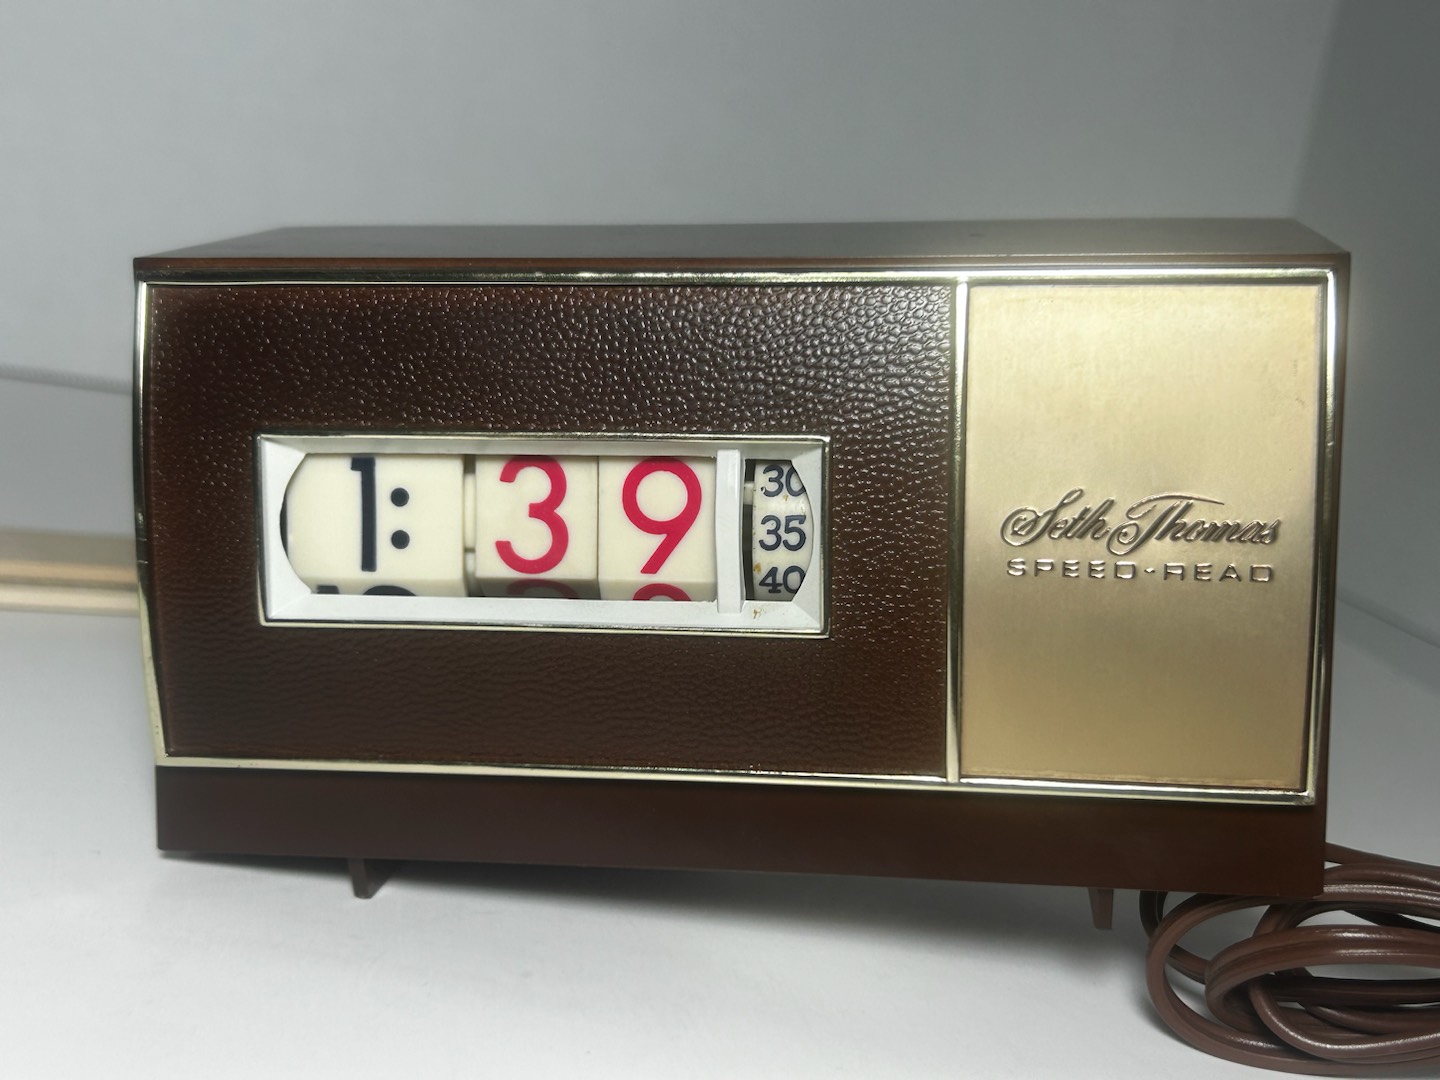 1: 39
30
35
40
Seth Thomas
SPEED-READ